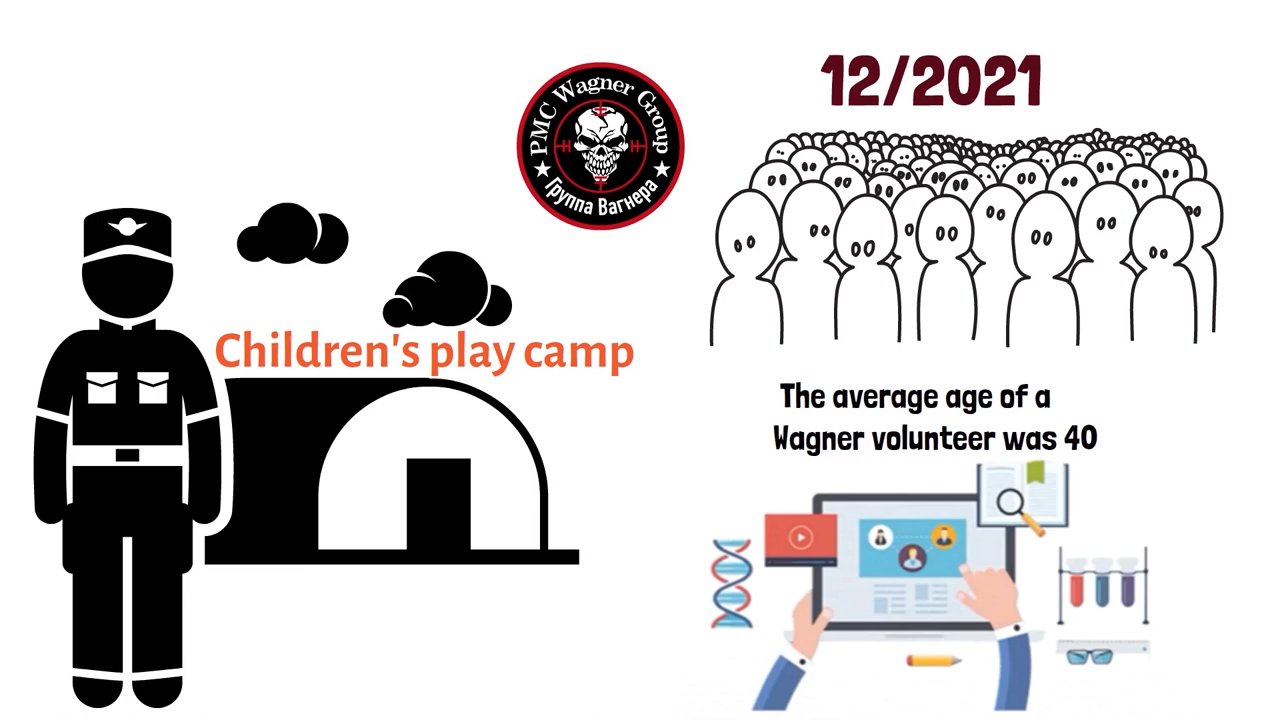 PMC Wagner Group
Группа Вагнера
12/2021
Children's play camp
The average age of a
Wagner volunteer was 40